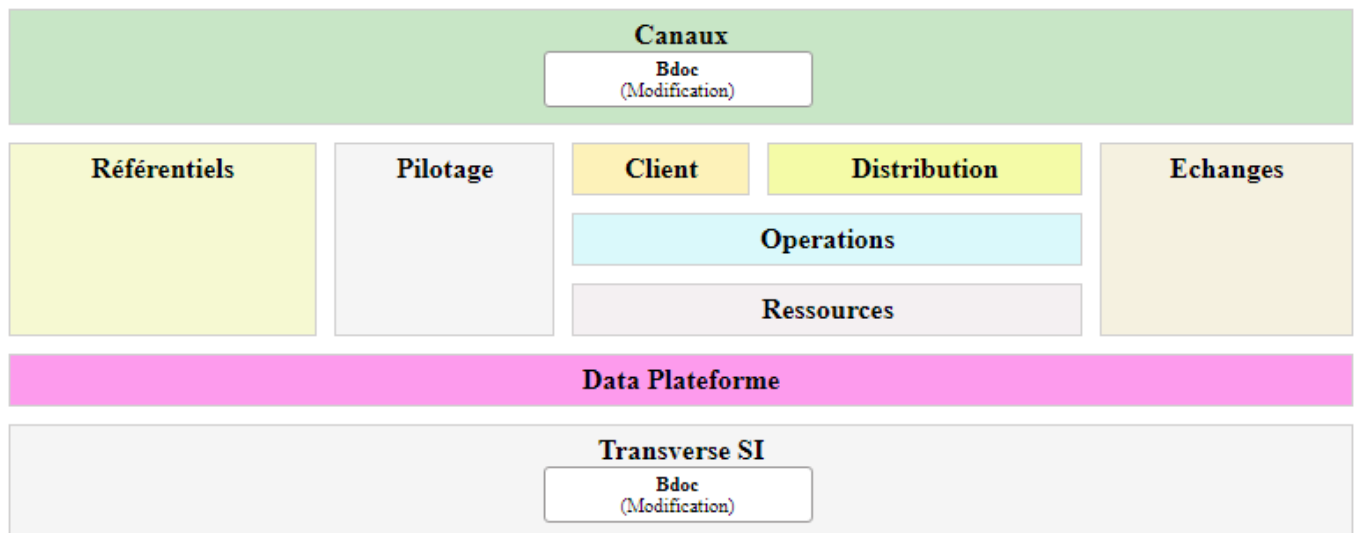 Canaux
Bdoc
(Modification)
Référentiels
Pilotage
Client
Distribution
Echanges
Operations
Ressources
Data Plateforme
Transverse SI
Bdoc
(Modification)